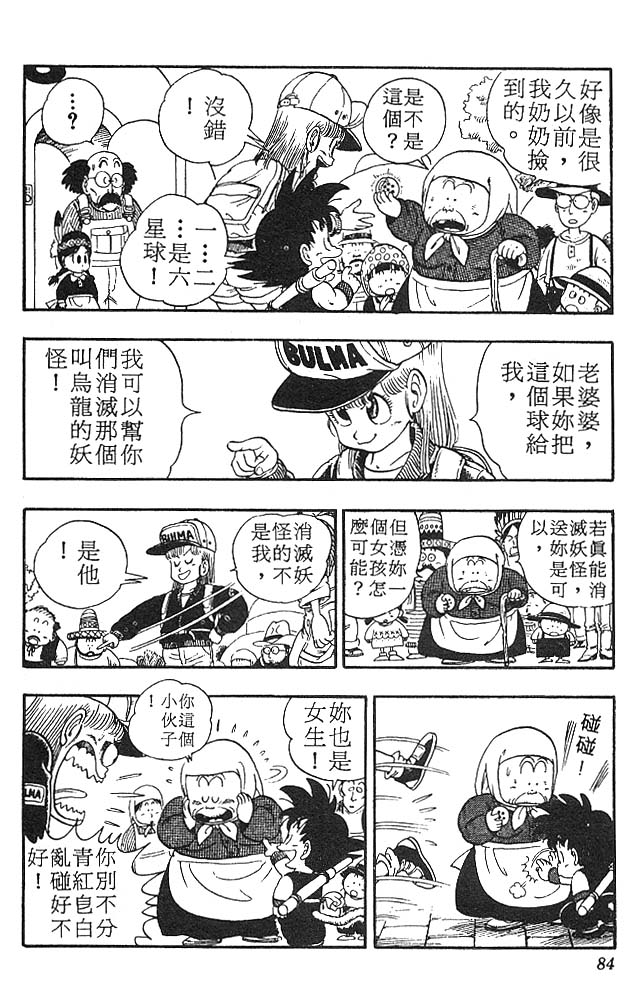 好像是很
久以前，
我奶奶撿
到的。
是不是
這個？
沒錯
！
一…二
…是六
星球！
…？
老婆婆，
如果妳把
這個球給
我，
BULMA
我可以幫你
們消滅那個
叫烏龍的妖
怪！
若真能消
滅妖怪，
送妳是可
以，
但憑妳一
個女孩怎
麼可能？
消滅妖
怪的不
是我，
BULMA
是他
！
碰碰！
妳也是
女生！
你這個
小伙子
！
你別不分
青紅皂白
亂碰好不
好！
LMA
84